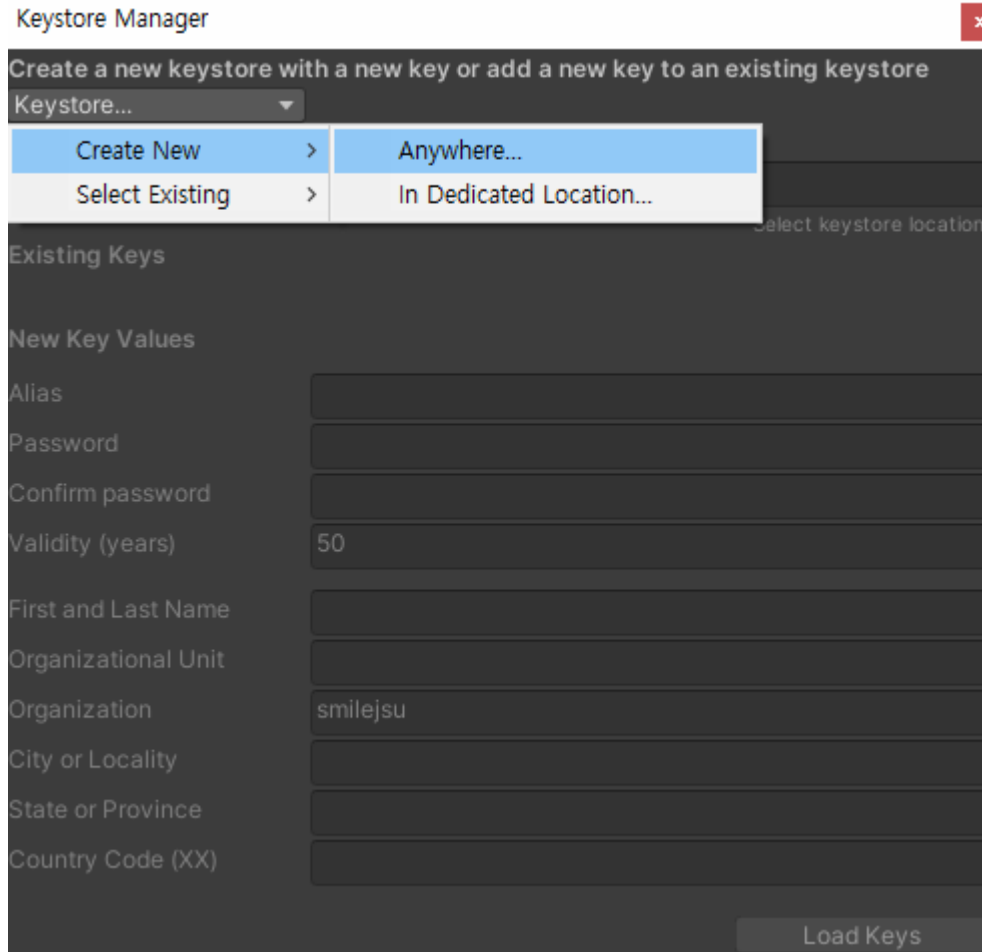 Keystore Manager
Create a new keystore with a new key or add a new key to an existing keystore
Keystore...
Create New > Anywhere...
Select Existing > In Dedicated Location...
Select keystore location
Existing Keys
New Key Values
Alias
Password
Confirm password
Validity (years) 50
First and Last Name
Organizational Unit
Organization smilejsu
City or Locality
State or Province
Country Code (XX)
Load Keys